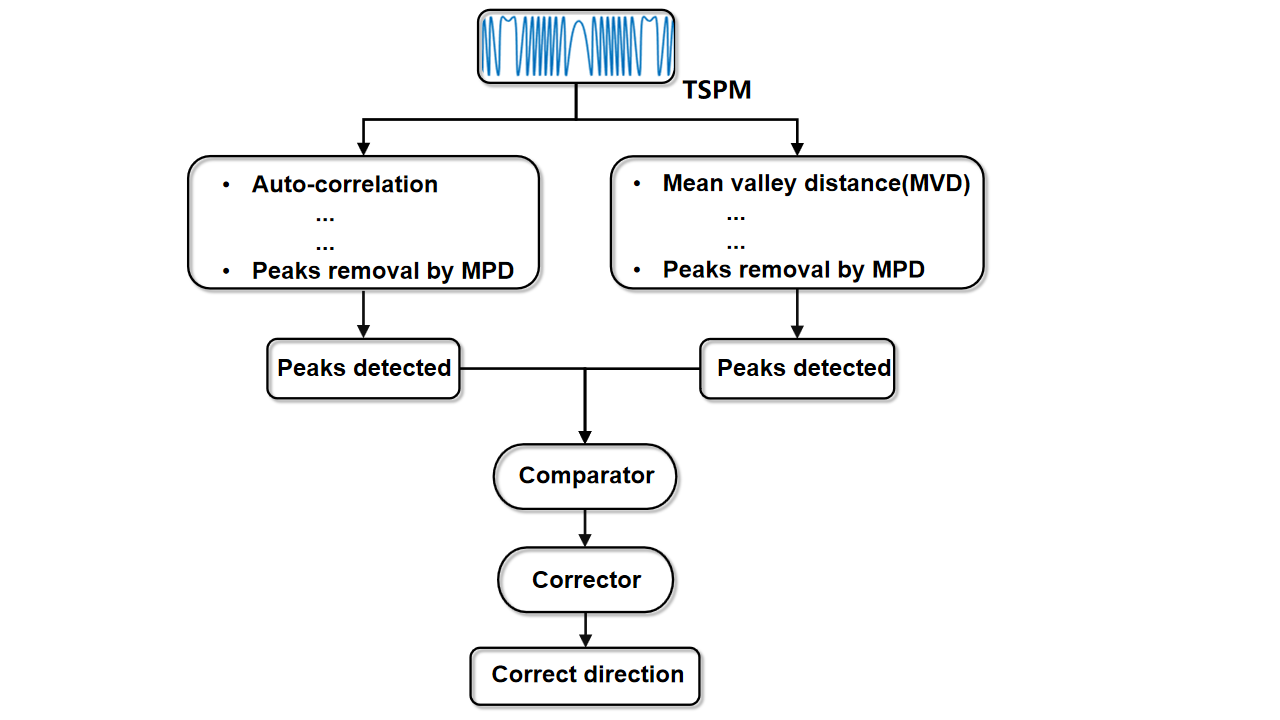 TSPM
• Auto-correlation
...
...
• Peaks removal by MPD
• Mean valley distance(MVD)
...
...
• Peaks removal by MPD
Peaks detected
Peaks detected
Comparator
Corrector
Correct direction